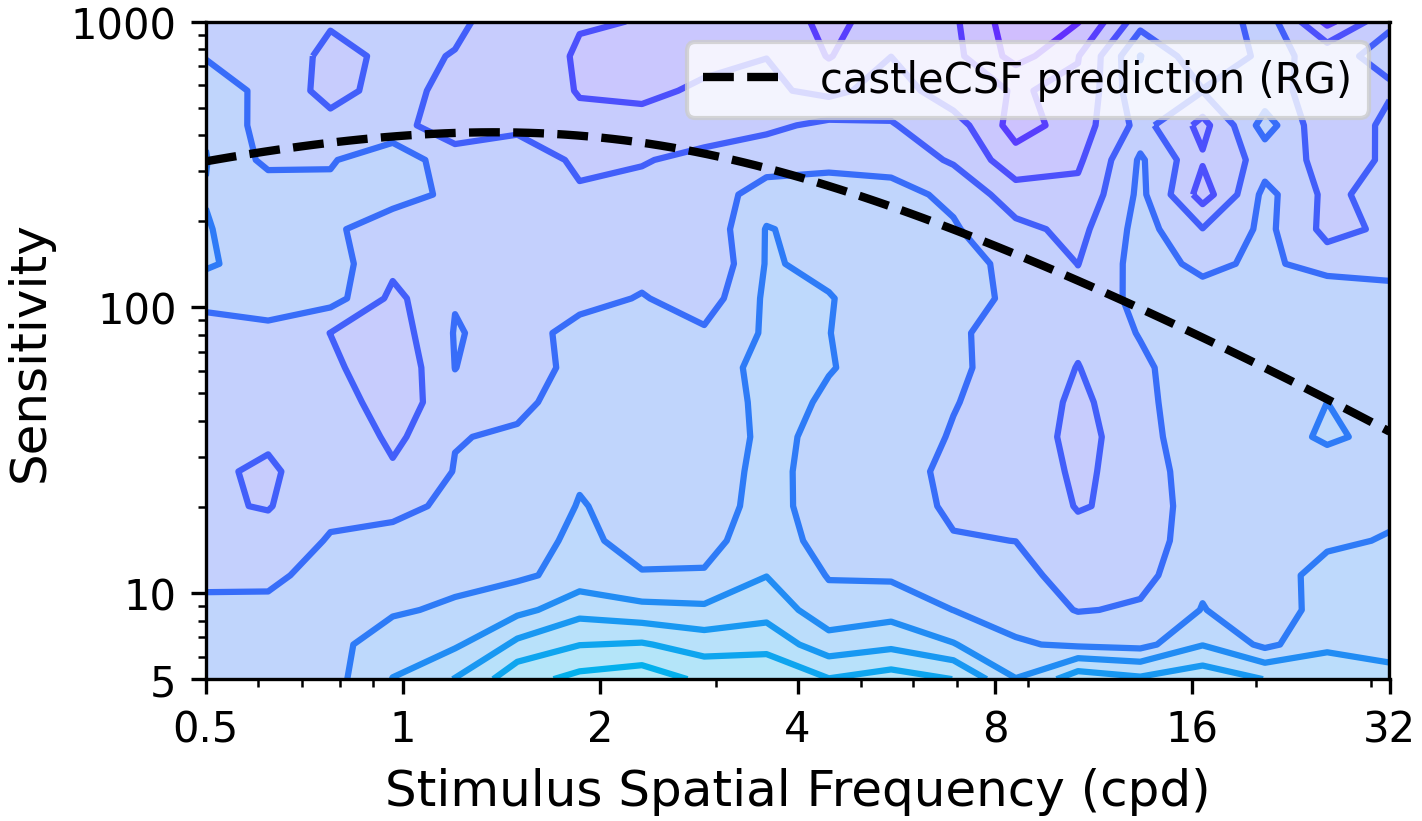 1000
castleCSF prediction (RG)
100
Sensitivity
10
5
0.5 1 2 4 8 16 32
Stimulus Spatial Frequency (cpd)